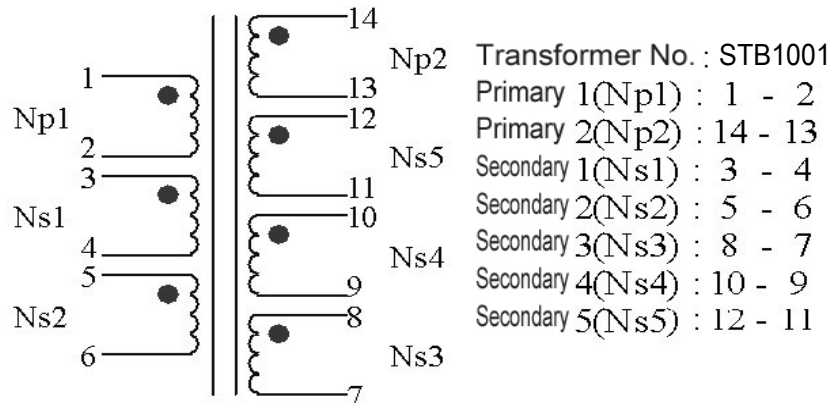 1
Np1
2
3
Ns1
4
5
Ns2
6
14
Np2
13
12
Ns5
11
10
Ns4
9
8
Ns3
7
Transformer No. : STB1001
Primary 1(Np1) : 1 - 2
Primary 2(Np2) : 14 - 13
Secondary 1(Ns1) : 3 - 4
Secondary 2(Ns2) : 5 - 6
Secondary 3(Ns3) : 8 - 7
Secondary 4(Ns4) : 10 - 9
Secondary 5(Ns5) : 12 - 11